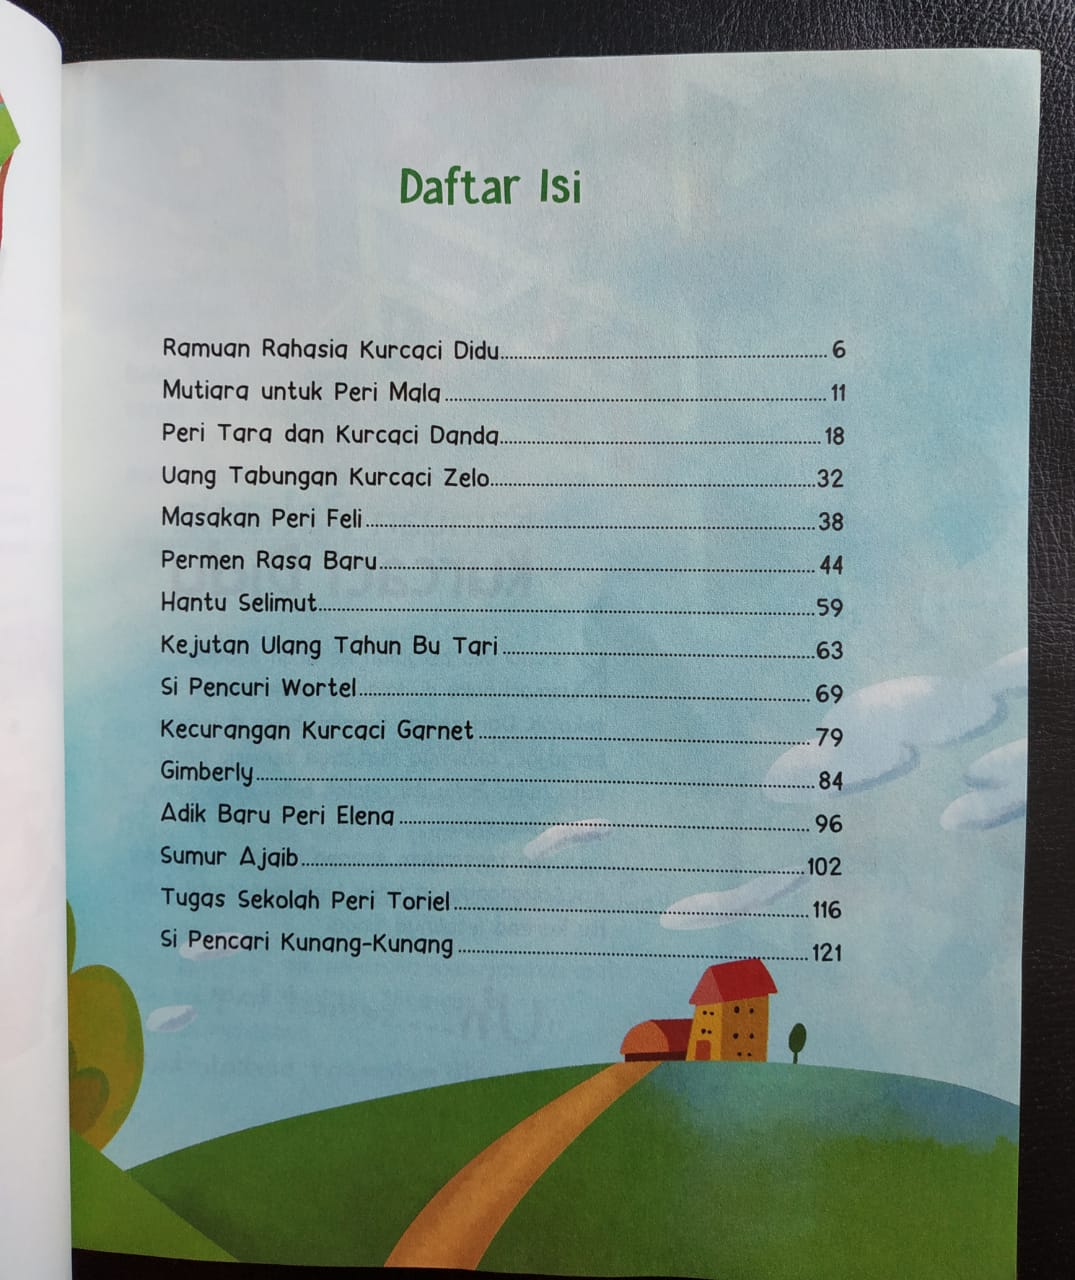 Daftar Isi
Ramuan Rahasia Kurcaci Didu........ 6
Mutiara untuk Peri Mala........ 11
Peri Tara dan Kurcaci Danda........ 18
Uang Tabungan Kurcaci Zelo........ 32
Masakan Peri Feli........ 38
Permen Rasa Baru........ 44
Hantu Selimut........ 59
Kejutan Ulang Tahun Bu Tari........ 63
Si Pencuri Wortel........ 69
Kecurangan Kurcaci Garnet........ 79
Gimberly........ 84
Adik Baru Peri Elena........ 96
Sumur Ajaib........ 102
Tugas Sekolah Peri Toriel........ 116
Si Pencari Kunang-Kunang........ 121